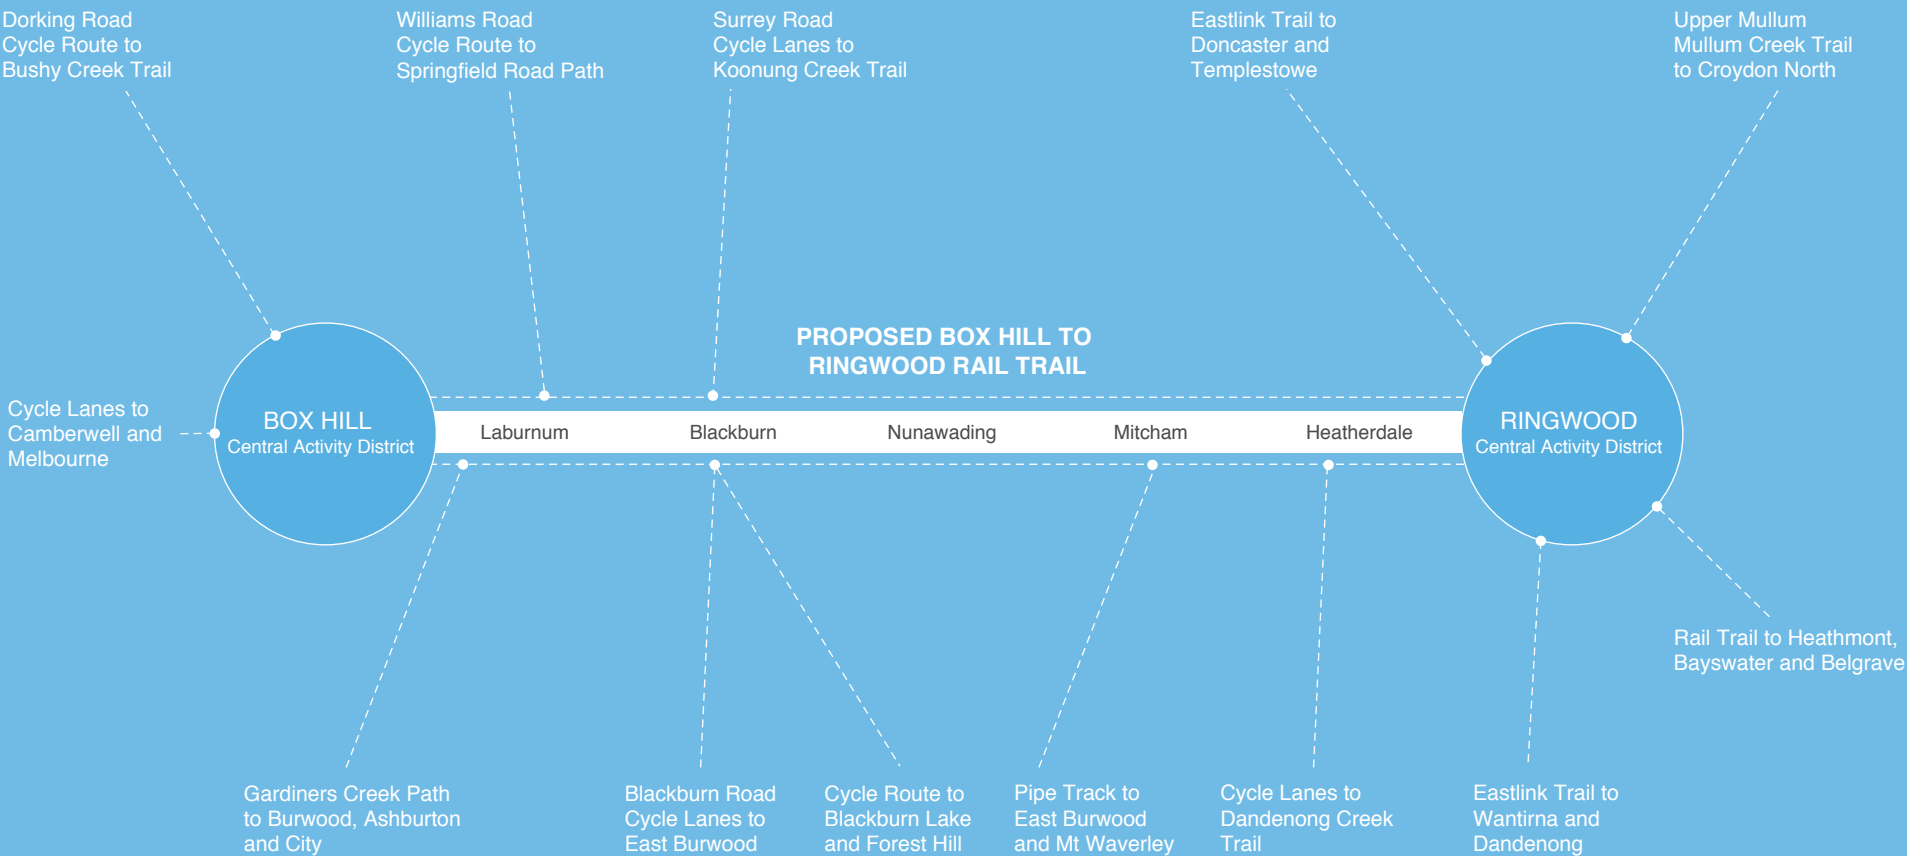 Dorking Road
Cycle Route to
Bushy Creek Trail
Williams Road
Cycle Route to
Springfield Road Path
Surrey Road
Cycle Lanes to
Koonung Creek Trail
Eastlink Trail to
Doncaster and
Templestowe
Upper Mullum
Mullum Creek Trail
to Croydon North
PROPOSED BOX HILL TO
RINGWOOD RAIL TRAIL
Cycle Lanes to
Camberwell and
Melbourne
BOX HILL
Central Activity District
Laburnum
Blackburn
Nunawading
Mitcham
Heatherdale
RINGWOOD
Central Activity District
Rail Trail to Heathmont,
Bayswater and Belgrave
Gardiners Creek Path
to Burwood, Ashburton
and City
Blackburn Road
Cycle Lanes to
East Burwood
Cycle Route to
Blackburn Lake
and Forest Hill
Pipe Track to
East Burwood
and Mt Waverley
Cycle Lanes to
Dandenong Creek
Trail
Eastlink Trail to
Wantirna and
Dandenong